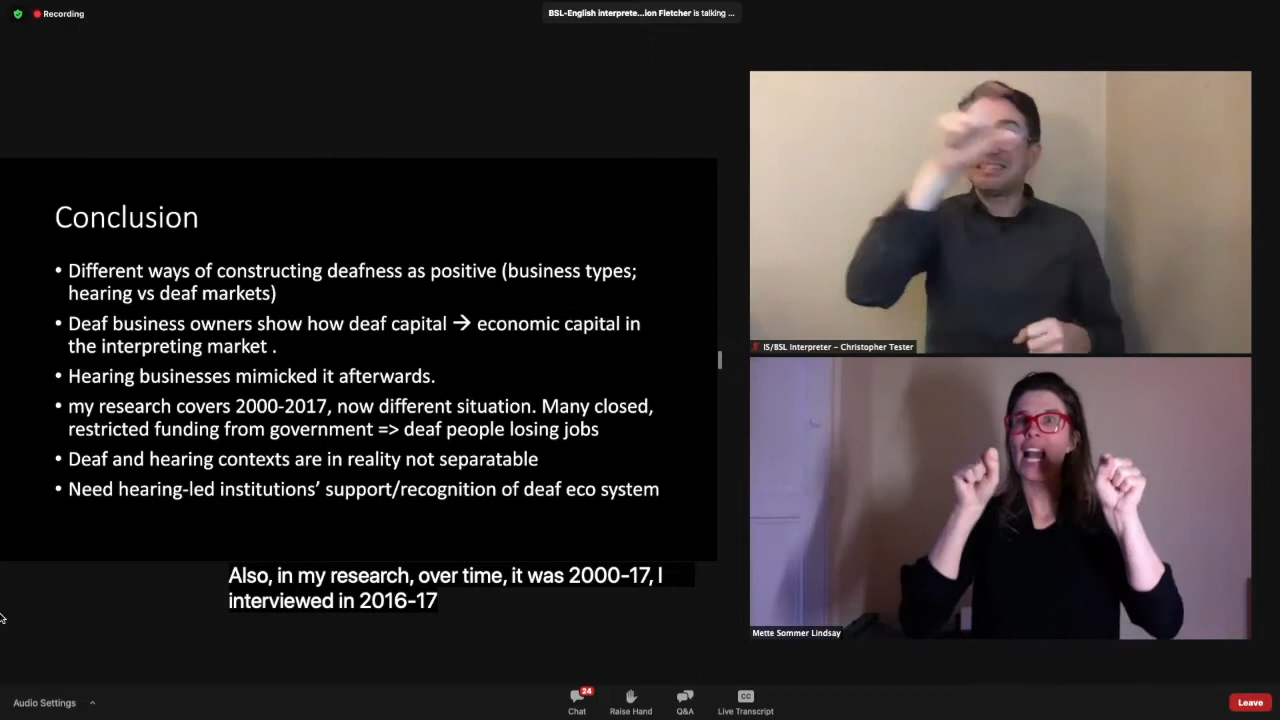 Recording
BSL-English interprete...ion Fletcher is talking ...
Conclusion
• Different ways of constructing deafness as positive (business types;
hearing vs deaf markets)
• Deaf business owners show how deaf capital → economic capital in
the interpreting market .
• Hearing businesses mimicked it afterwards.
• my research covers 2000-2017, now different situation. Many closed,
restricted funding from government => deaf people losing jobs
• Deaf and hearing contexts are in reality not separatable
• Need hearing-led institutions’ support/recognition of deaf eco system
Also, in my research, over time, it was 2000-17, I
interviewed in 2016-17
IS/BSL Interpreter – Christopher Tester
Mette Sommer Lindsay
Audio Settings
24
Chat
Raise Hand
Q&A
CC
Live Transcript
Leave